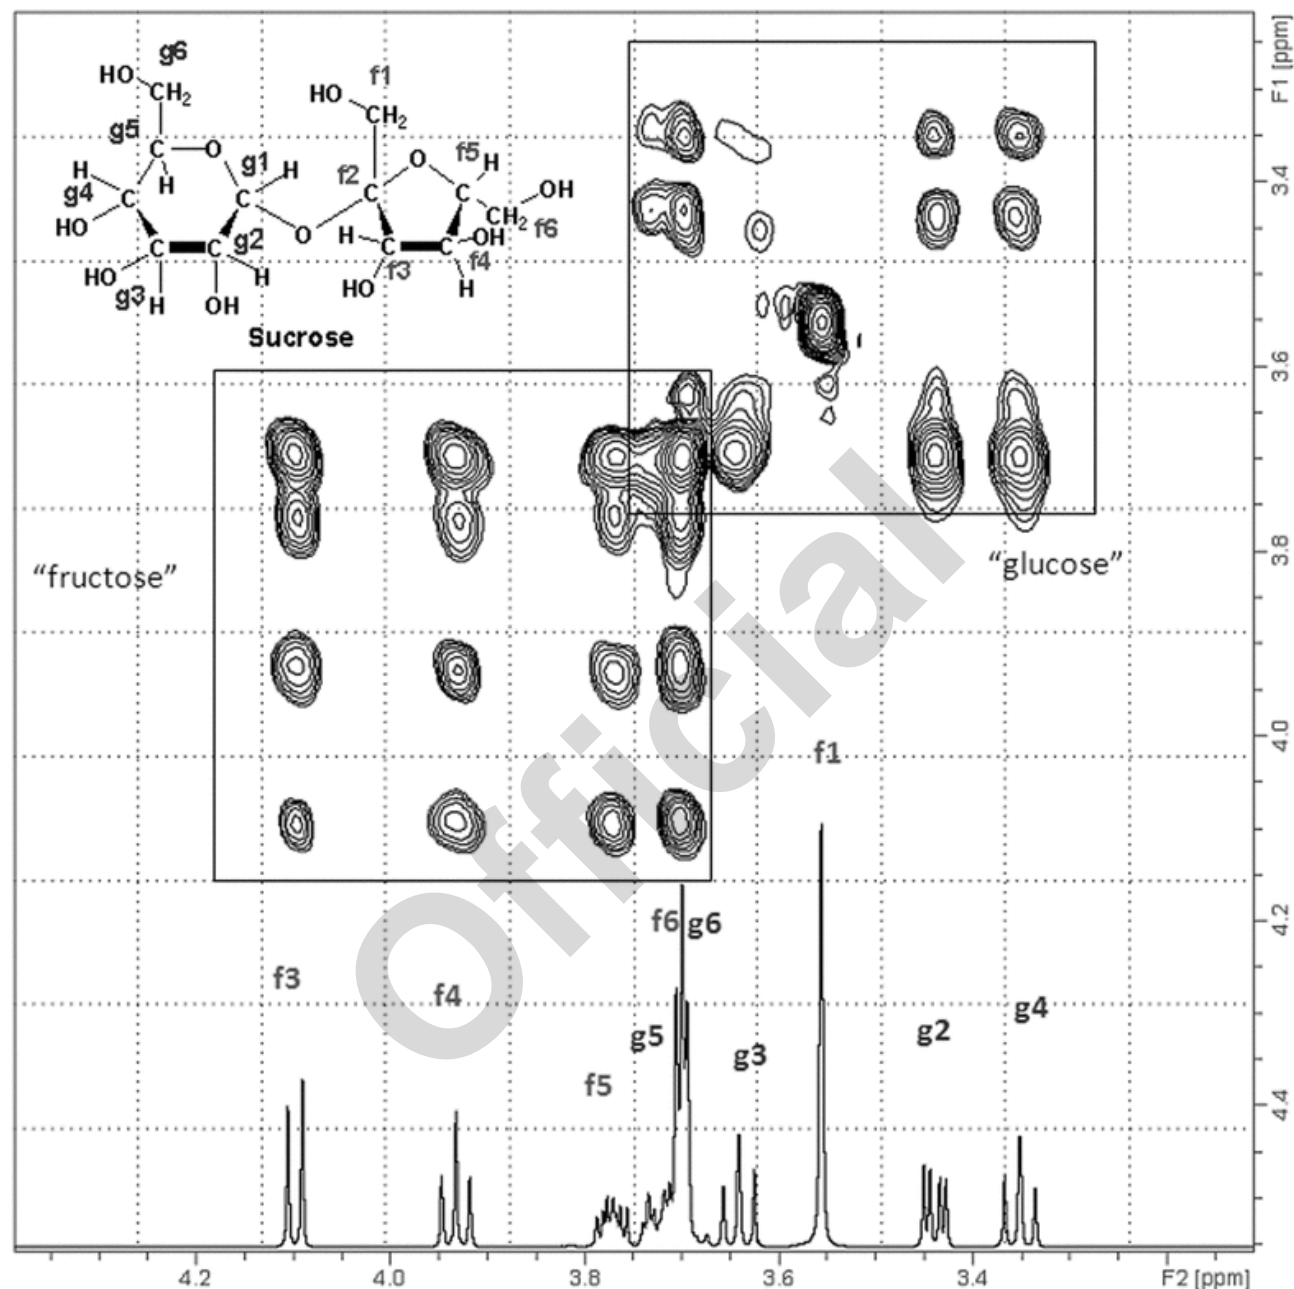 g6
HO
CH2
f1
HO
CH2
g5
O
g1
C
H
H
H
f2
O
f5
H
g4
C
C
C
C
OH
HO
O
H
CH2
f6
C
C
g2
C
C
OH
HO
g3
H
H
f3
f4
OH
HO
H
Sucrose
F1 [ppm]
3.4
3.6
3.8
4.0
4.2
4.4
"fructose"
"glucose"
Official
f1
f6
g6
f3
f4
g5
g3
g2
g4
f5
4.2
4.0
3.8
3.6
3.4
F2 [ppm]